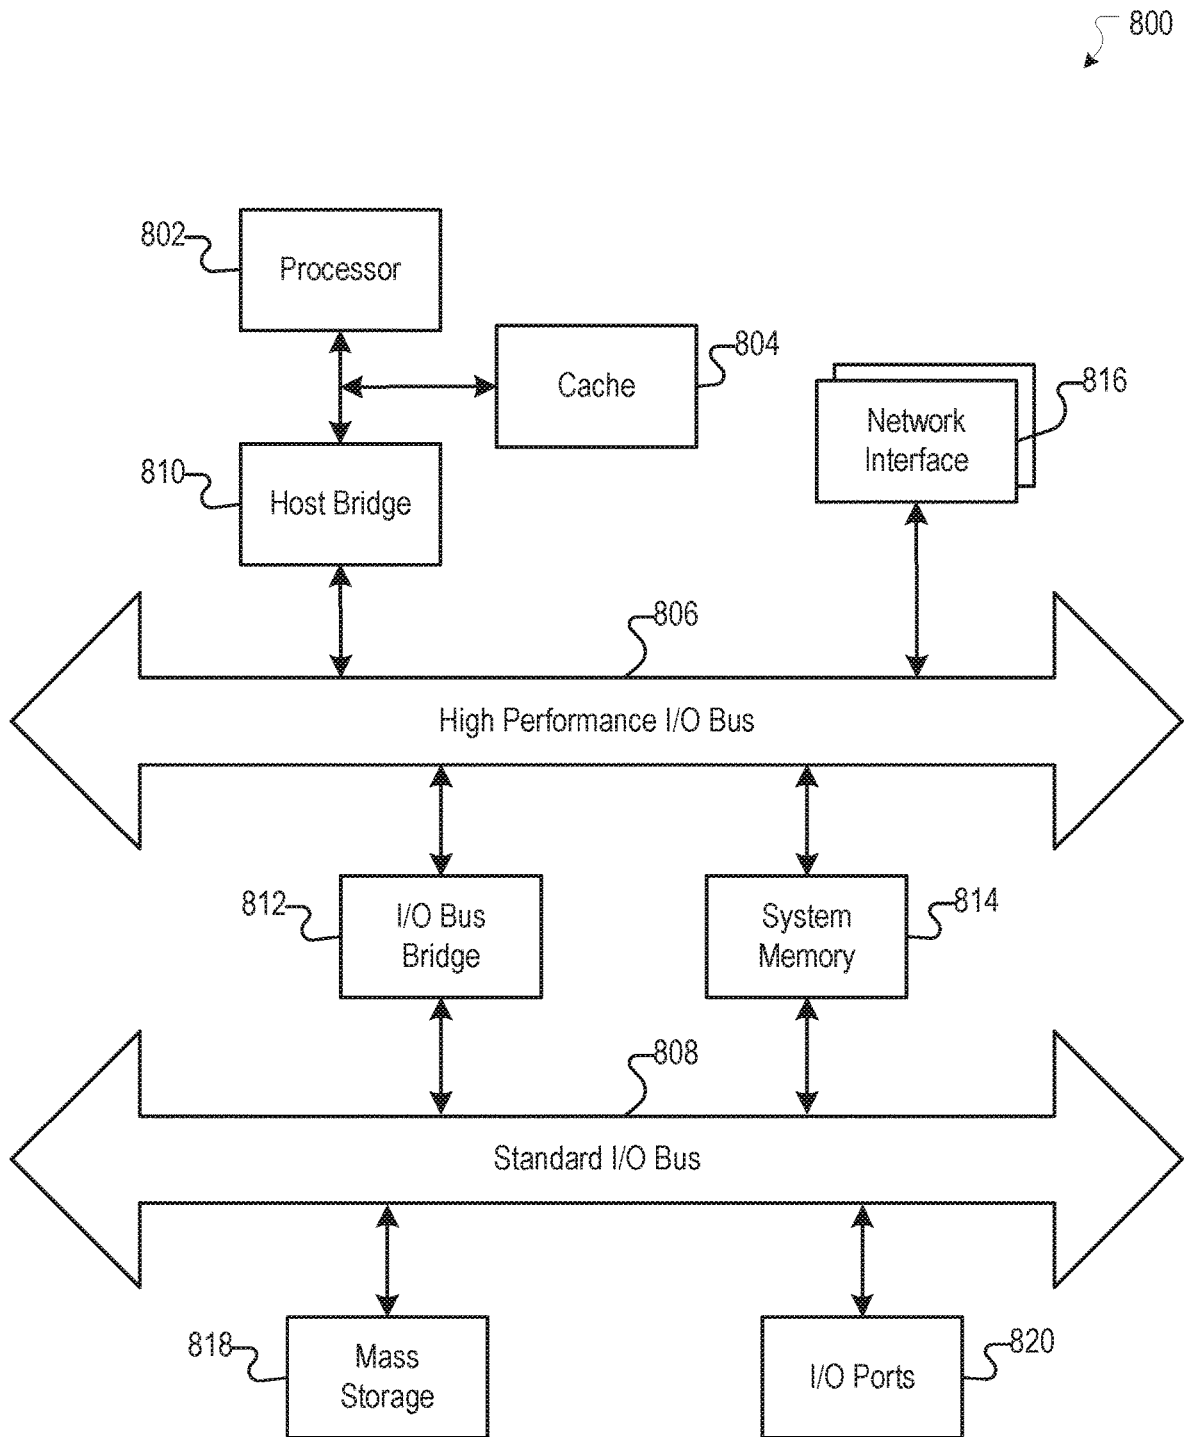 800
802
Processor
804
Cache
816
Network
Interface
810
Host Bridge
806
High Performance I/O Bus
812
I/O Bus
Bridge
System
Memory
814
808
Standard I/O Bus
818
Mass
Storage
I/O Ports
820